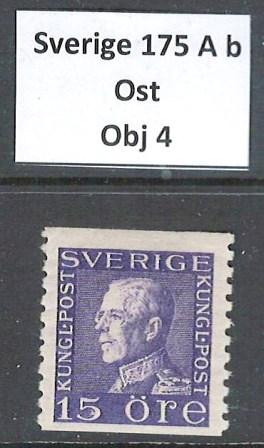 Sverige 175 A b
Ost
Obj 4
SVERIGE
KUNGL·POST
KUNGL·POST
15 ÖRE